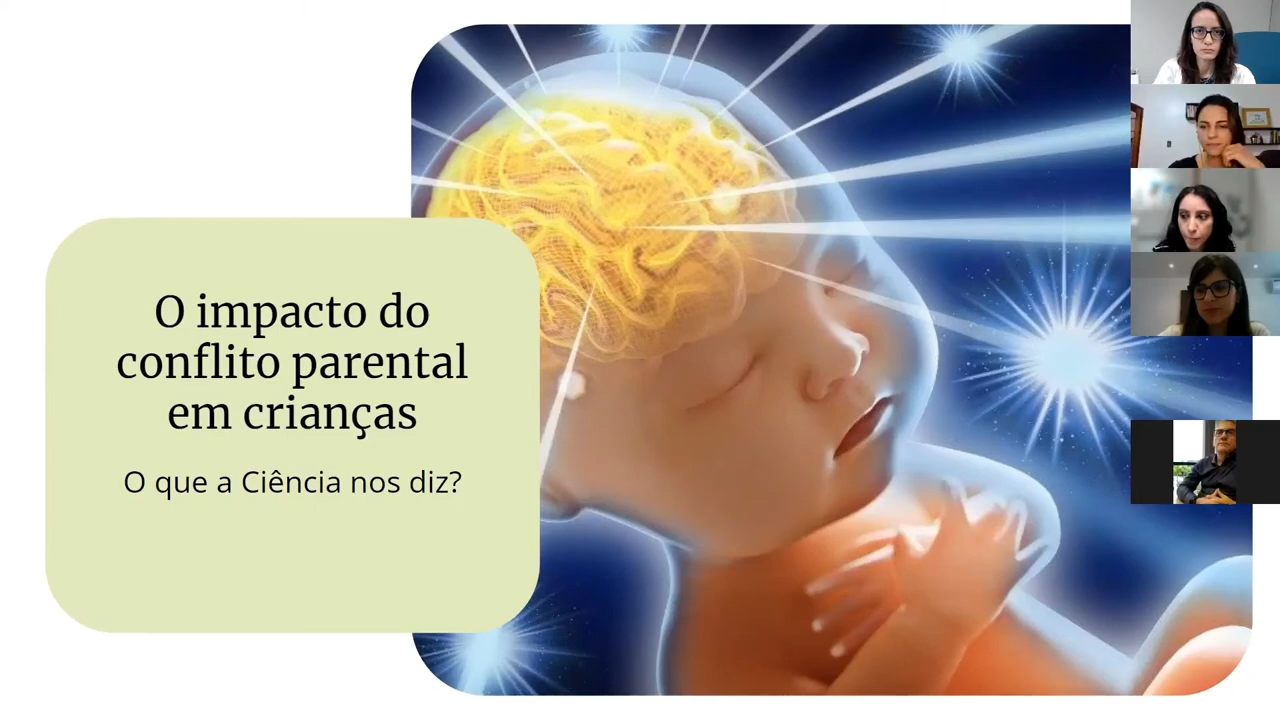 O impacto do
conflito parental
em crianças
O que a Ciência nos diz?